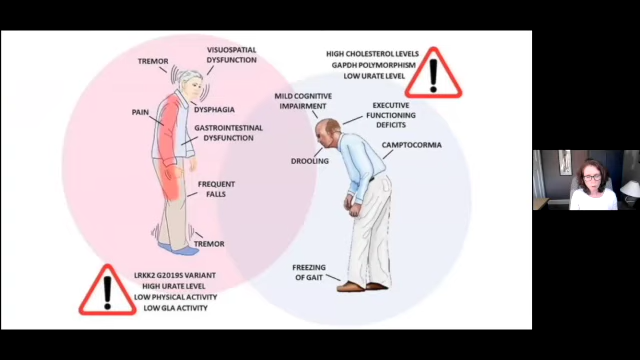 VISUOSPATIAL
DYSFUNCTION
TREMOR
DYSPHAGIA
PAIN
GASTROINTESTINAL
DYSFUNCTION
FREQUENT
FALLS
TREMOR
LRKK2 G2019S VARIANT
HIGH URATE LEVEL
LOW PHYSICAL ACTIVITY
LOW GLA ACTIVITY
HIGH CHOLESTEROL LEVELS
GAPDH POLYMORPHISM
LOW URATE LEVEL
MILD COGNITIVE
IMPAIRMENT
EXECUTIVE
FUNCTIONING
DEFICITS
CAMPTOCORMIA
DROOLING
FREEZING
OF GAIT